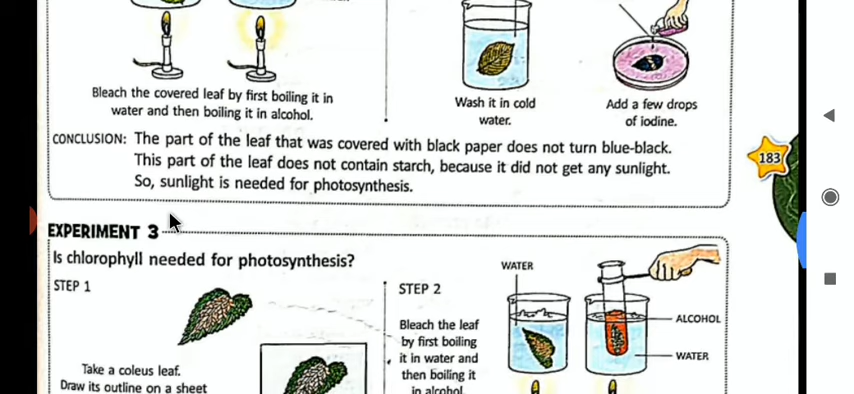 Bleach the covered leaf by first boiling it in
water and then boiling it in alcohol.
Wash it in cold
water.
Add a few drops
of iodine.
CONCLUSION: The part of the leaf that was covered with black paper does not turn blue-black.
This part of the leaf does not contain starch, because it did not get any sunlight.
So, sunlight is needed for photosynthesis.
183
EXPERIMENT 3
Is chlorophyll needed for photosynthesis?
STEP 1
Take a coleus leaf.
Draw its outline on a sheet
STEP 2
Bleach the leaf
by first boiling
it in water and
then boiling it
in alcohol.
WATER
ALCOHOL
WATER